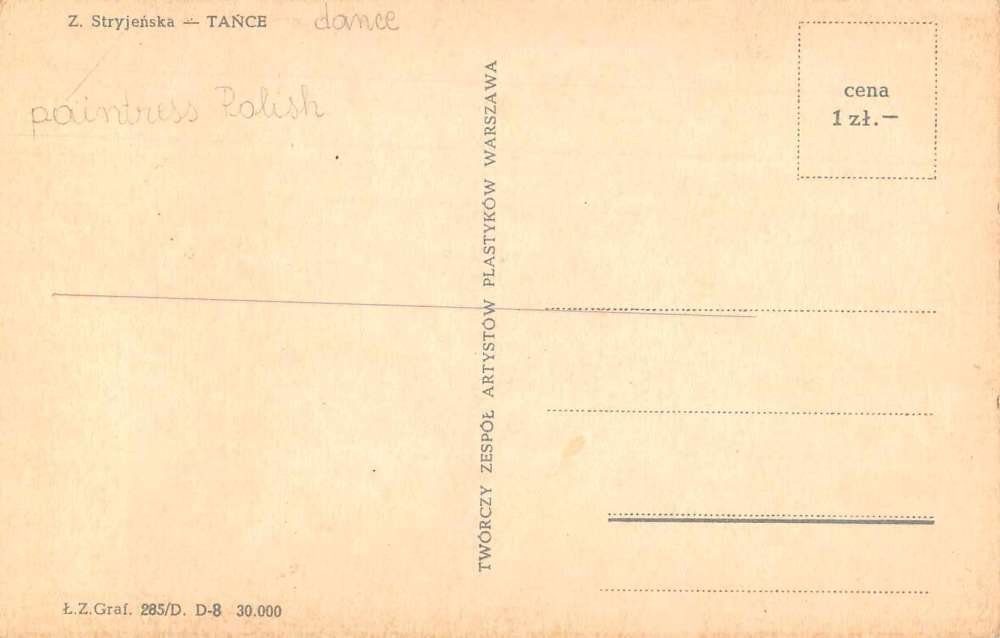 Z. Stryjeńska — TAŃCE dance
paintress Polish
cena
1 zł.—
TWÓRCZY ZESPÓŁ ARTYSTÓW PLASTYKÓW WARSZAWA
Ł.Z.Graf. 285/D. D-8 30.000